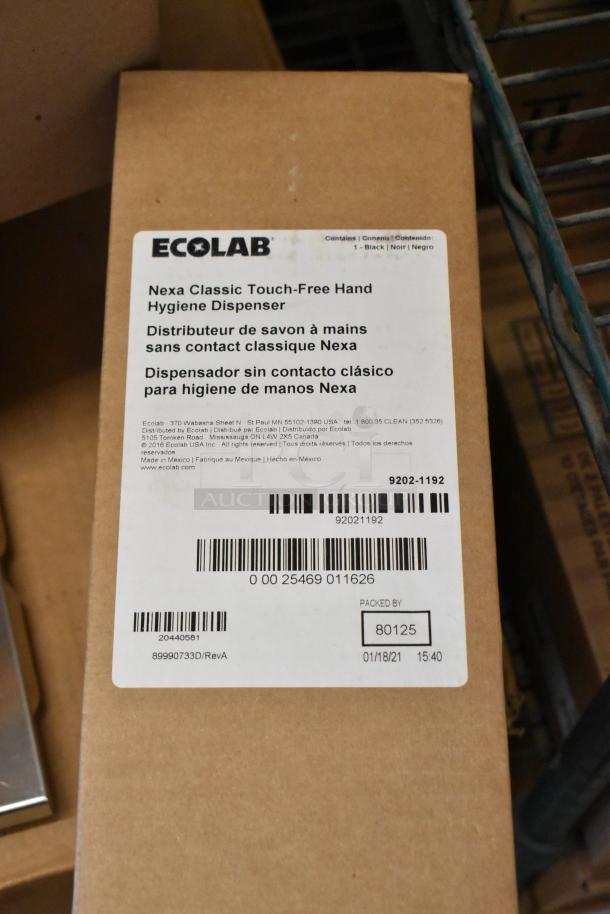 ECOLAB
Contains | Contenu | Contenido:
1 - Black | Noir | Negro
Nexa Classic Touch-Free Hand
Hygiene Dispenser
Distributeur de savon à mains
sans contact classique Nexa
Dispensador sin contacto clásico
para higiene de manos Nexa
Ecolab · 370 Wabasha Street N · St Paul MN 55102-1390 USA · tel: 1 800 35 CLEAN (352 5326)
Distributed by Ecolab | Distribué par Ecolab | Distribuido por Ecolab
5105 Tomken Road · Mississauga ON L4W 2X5 Canada
© 2016 Ecolab USA Inc · All rights reserved | Tous droits réservés | Todos los derechos
reservados
Made in Mexico | Fabriqué au Mexique | Hecho en México
www.ecolab.com
9202-1192
92021192
0 00 25469 011626
20440581
89990733D/RevA
PACKED BY
80125
01/18/21 15:40